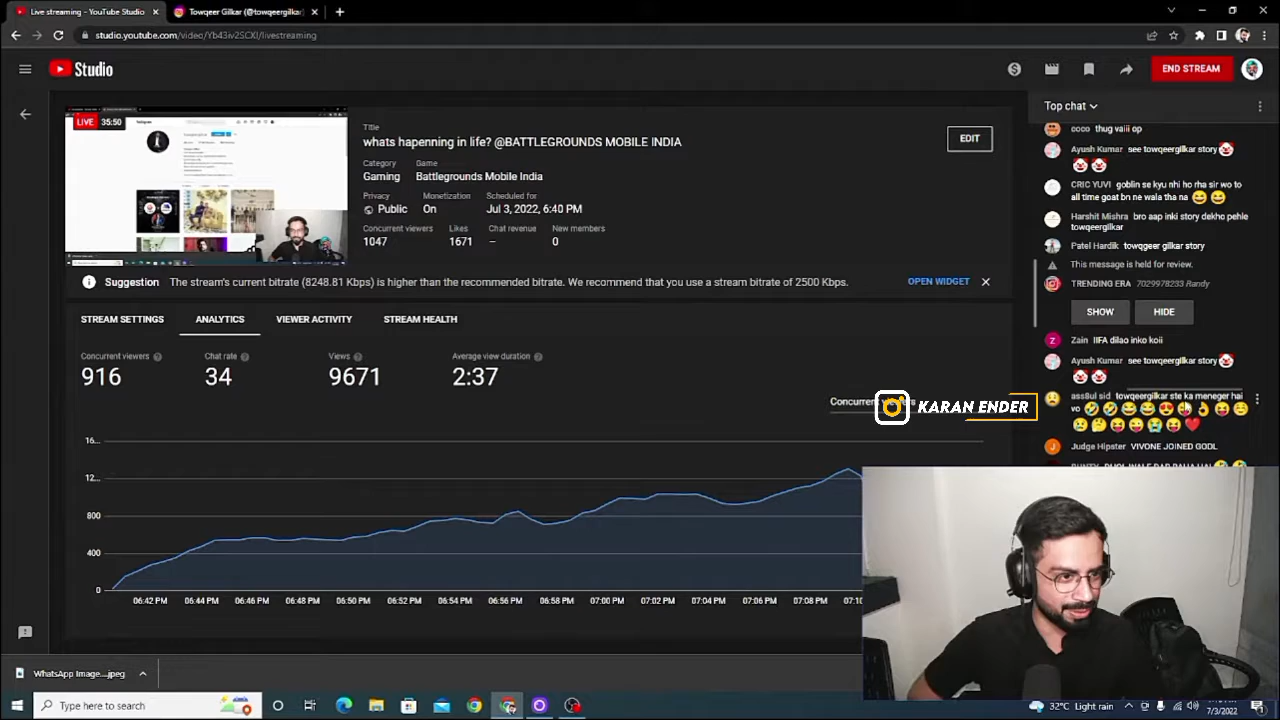 Live streaming - YouTube Studio
Towqeer Gilkar (@towqeergilkar)
studio.youtube.com/video/Yb43iv2SCXI/livestreaming
Studio
END STREAM
LIVE 35:50
Title
BATT
INDIA
EDIT
Game
Gaming
Battlegrounds Mobile India
Privacy
Monetization
Scheduled for
Public
On
Jul 3, 2022, 6:40 PM
Concurrent viewers
Likes
Chat revenue
New members
1047
1671
–
0
Suggestion
The stream's current bitrate (8248.81 Kbps) is higher than the recommended bitrate. We recommend that you use a stream bitrate of 2500 Kbps.
OPEN WIDGET
STREAM SETTINGS
ANALYTICS
VIEWER ACTIVITY
STREAM HEALTH
Concurrent viewers
Chat rate
Views
Average view duration
916
34
9671
2:37
KARAN ENDER
16...
12...
800
400
0
06:42 PM 06:44 PM 06:46 PM 06:48 PM 06:50 PM 06:52 PM 06:54 PM 06:56 PM 06:58 PM 07:00 PM 07:02 PM 07:04 PM 07:06 PM 07:08 PM 07:10
Top chat
op
Ayush Kumar see towqeergilkar story🤡
🤡🤡
CRIC YUVI goblin se kyu nhi ho rha sir wo to
all time goat bn ne wala tha na 😅 😅
Harshit Mishra bro aap inki story dekho pehle
towqeergilkar
Patel Hardik towqgeer gilkar story
This message is held for review.
TRENDING ERA 7029978233 Randy
SHOW
HIDE
Zain IIFA dilao inko koii
Ayush Kumar see towqeergilkar story🤡
🤡🤡
ass8ul sid towqeergilkar ste ka meneger hai
vo
Judge Hipster VIVONE JOINED GODL
WhatsApp Image....jpeg
Type here to search
32°C Light rain
7/3/2022